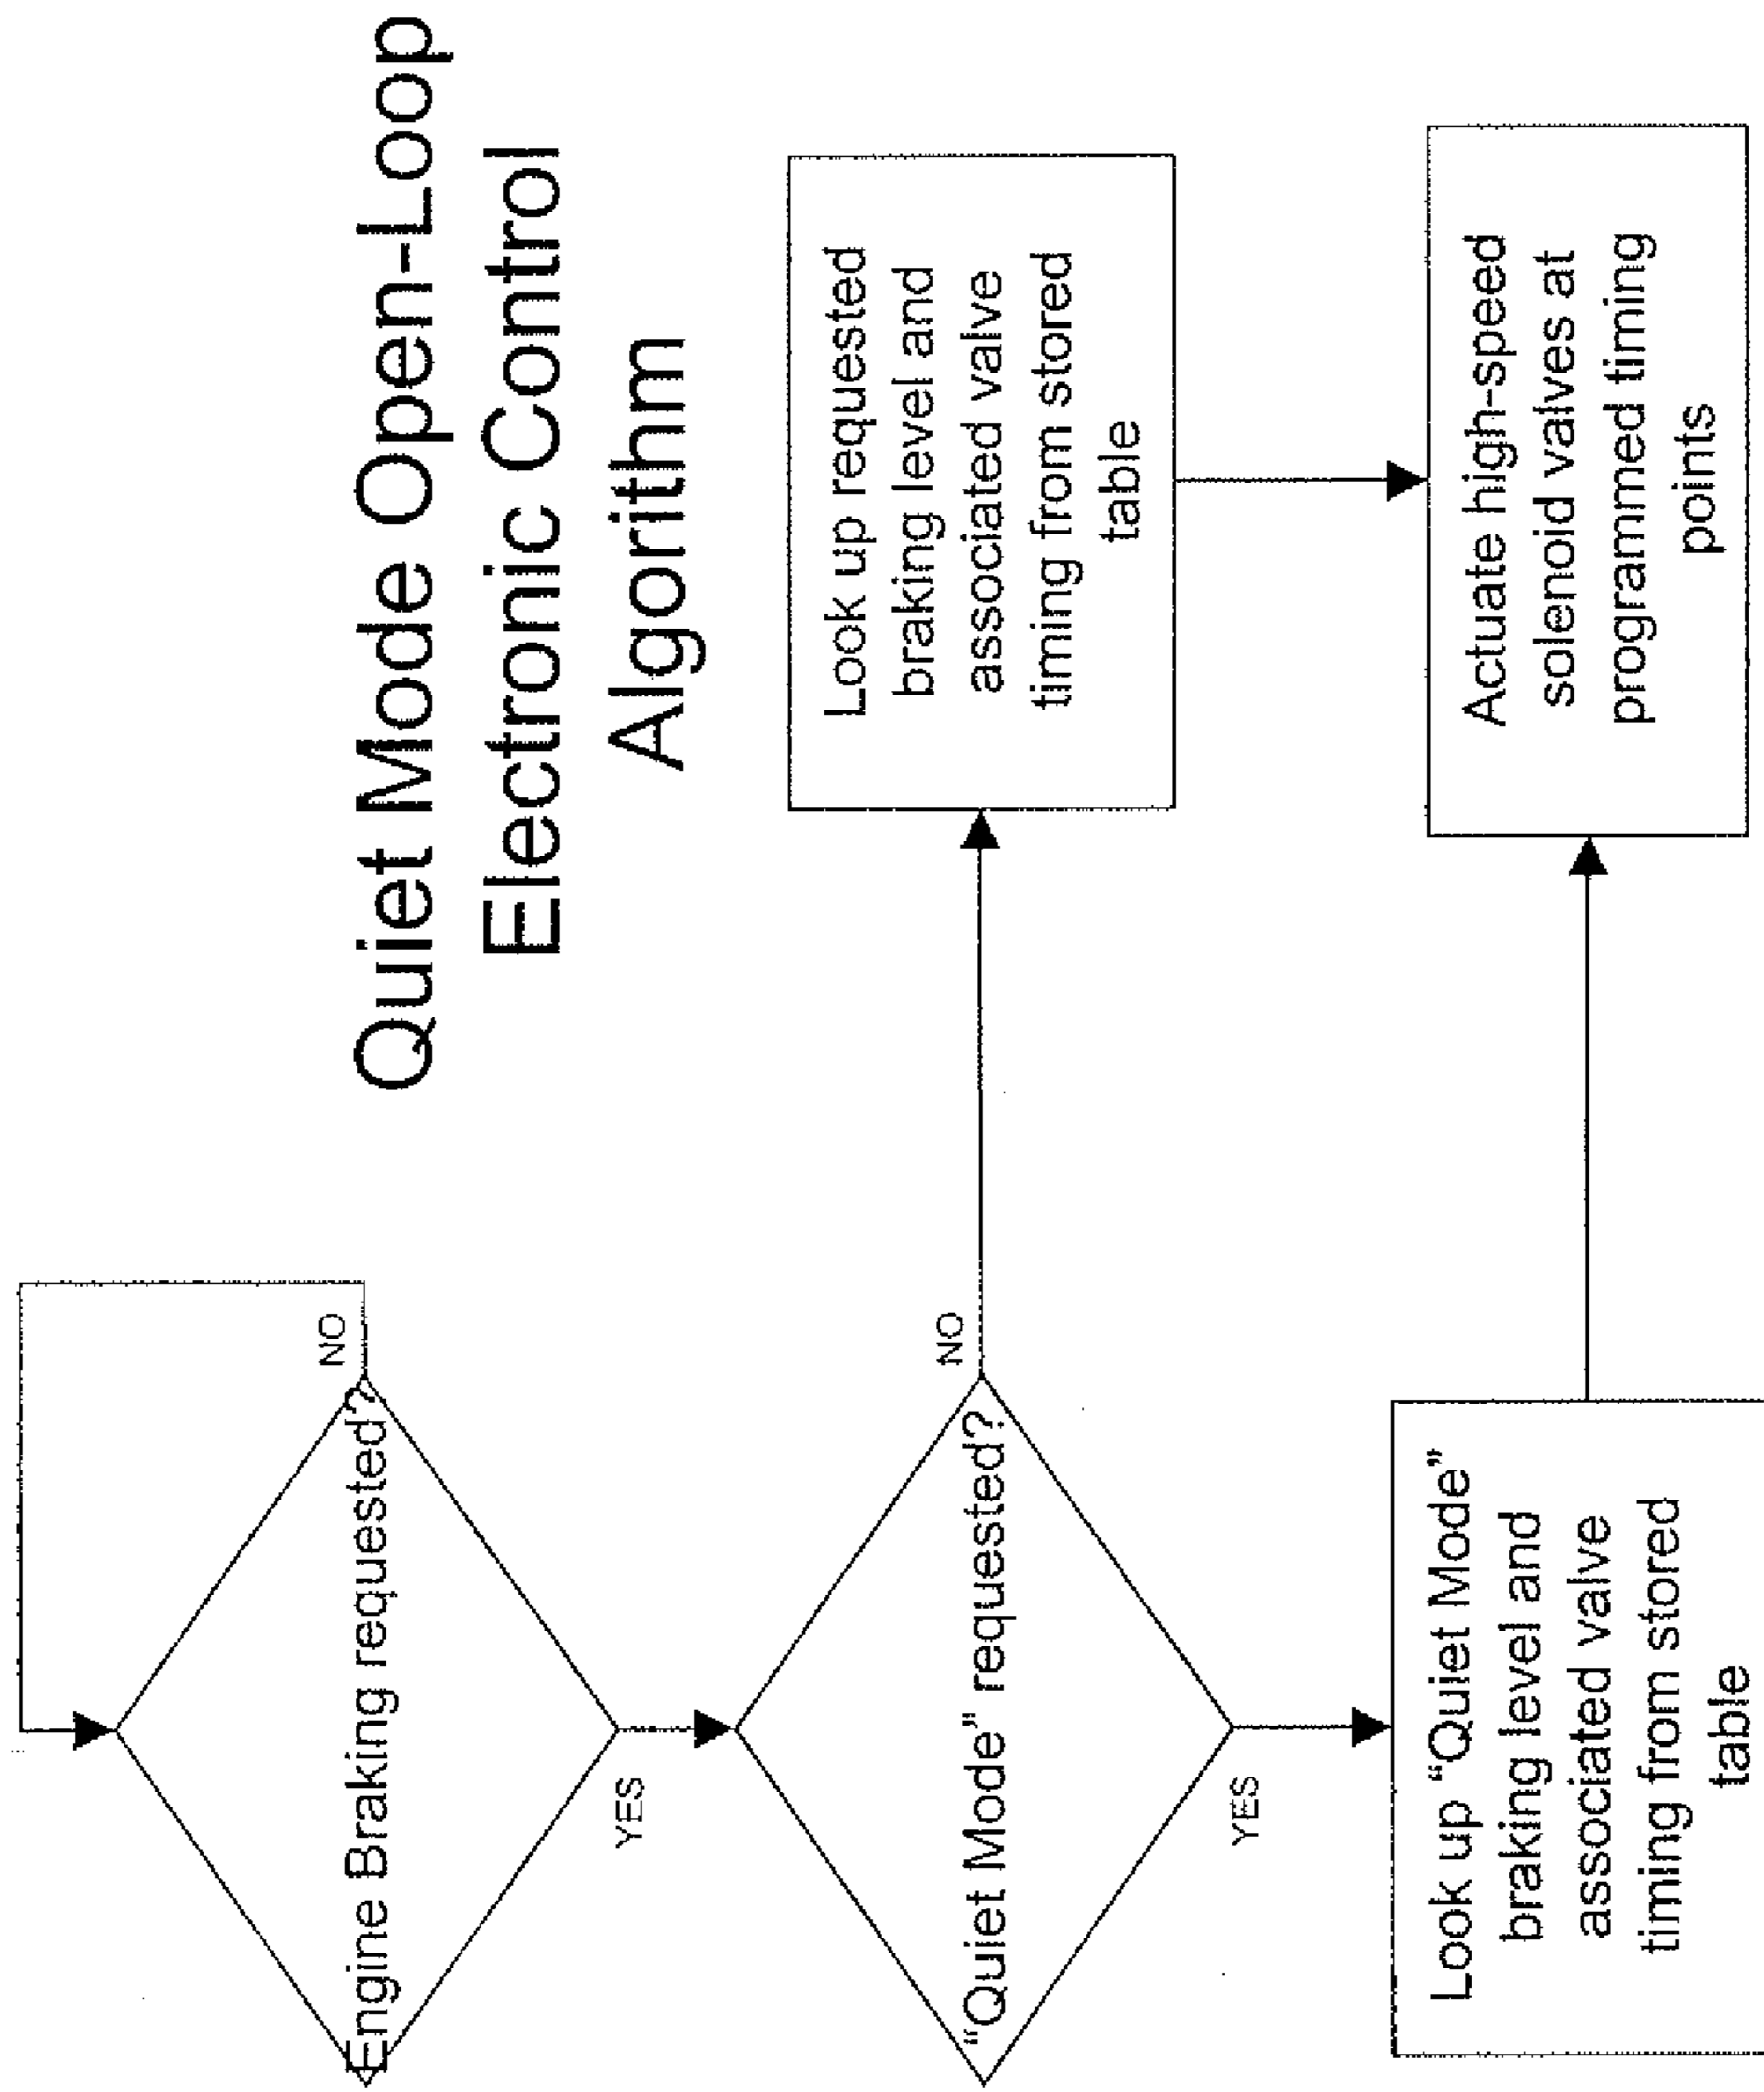 Quiet Mode Open-Loop
Electronic Control
Algorithm
Engine Braking requested?
NO
YES
“Quiet Mode” requested?
NO
YES
Look up requested
braking level and
associated valve
timing from stored
table
Look up “Quiet Mode”
braking level and
associated valve
timing from stored
table
Actuate high-speed
solenoid valves at
programmed timing
points